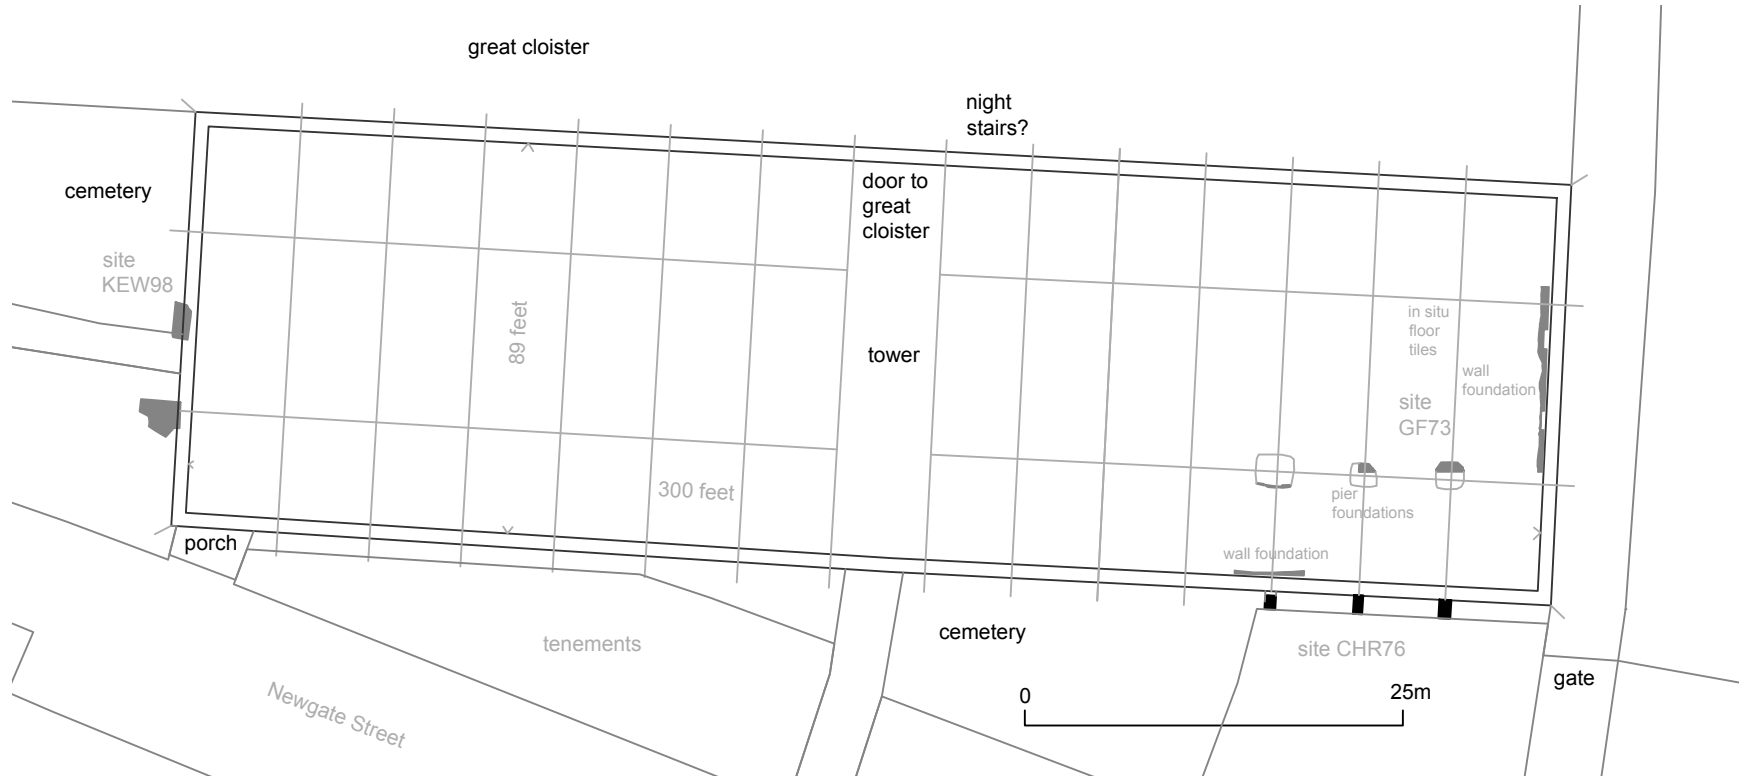 great cloister
night
stairs?
door to
great
cloister
cemetery
site
KEW98
89 feet
tower
in situ
floor
tiles
wall
foundation
site
GF73
300 feet
pier
foundations
porch
wall foundation
tenements
cemetery
site CHR76
gate
0
25m
Newgate Street